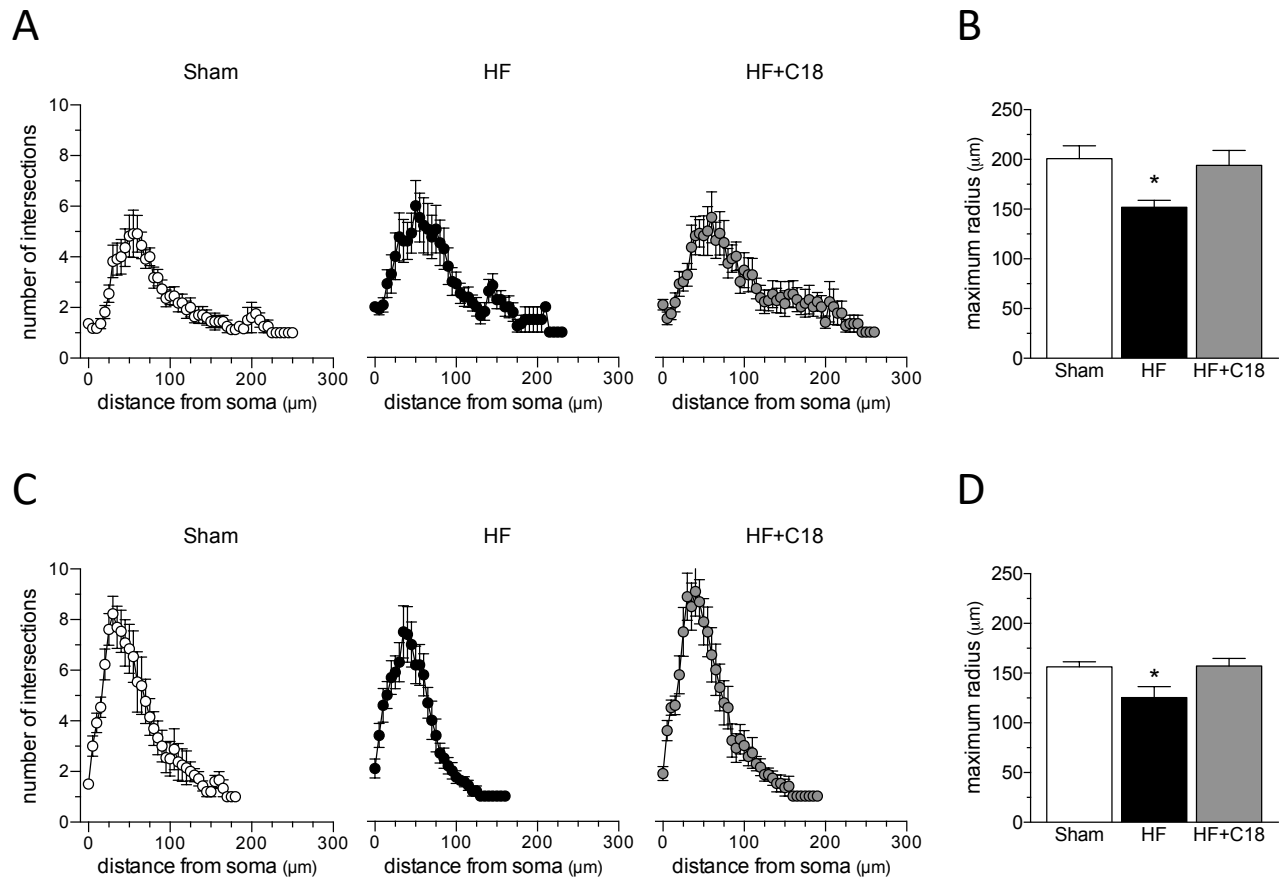 A
B
Sham
HF
HF+C18
number of intersections
10
8
6
4
2
0
0 100 200 300
0 100 200 300
0 100 200 300
distance from soma (µm)
distance from soma (µm)
distance from soma (µm)
maximum radius (µm)
250
200
150
100
50
0
*
Sham
HF
HF+C18
C
D
Sham
HF
HF+C18
number of intersections
10
8
6
4
2
0
0 100 200 300
0 100 200 300
0 100 200 300
distance from soma (µm)
distance from soma (µm)
distance from soma (µm)
maximum radius (µm)
250
200
150
100
50
0
*
Sham
HF
HF+C18